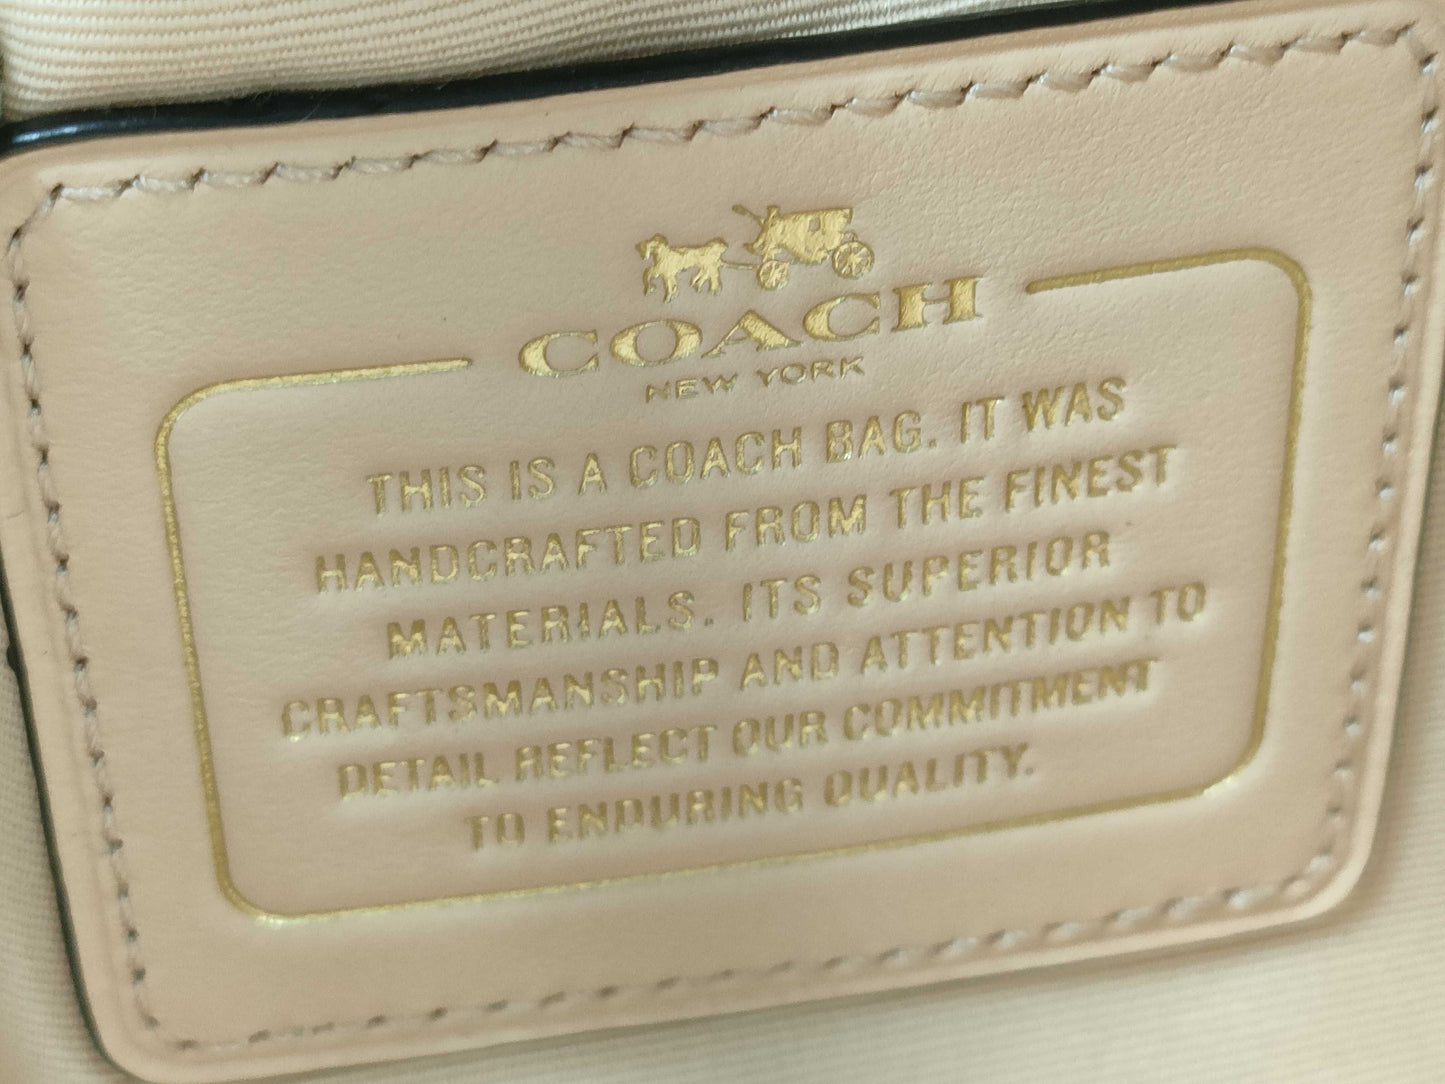 COACH
NEW YORK
THIS IS A COACH BAG. IT WAS
HANDCRAFTED FROM THE FINEST
MATERIALS. ITS SUPERIOR
CRAFTSMANSHIP AND ATTENTION TO
DETAIL REFLECT OUR COMMITMENT
TO ENDURING QUALITY.